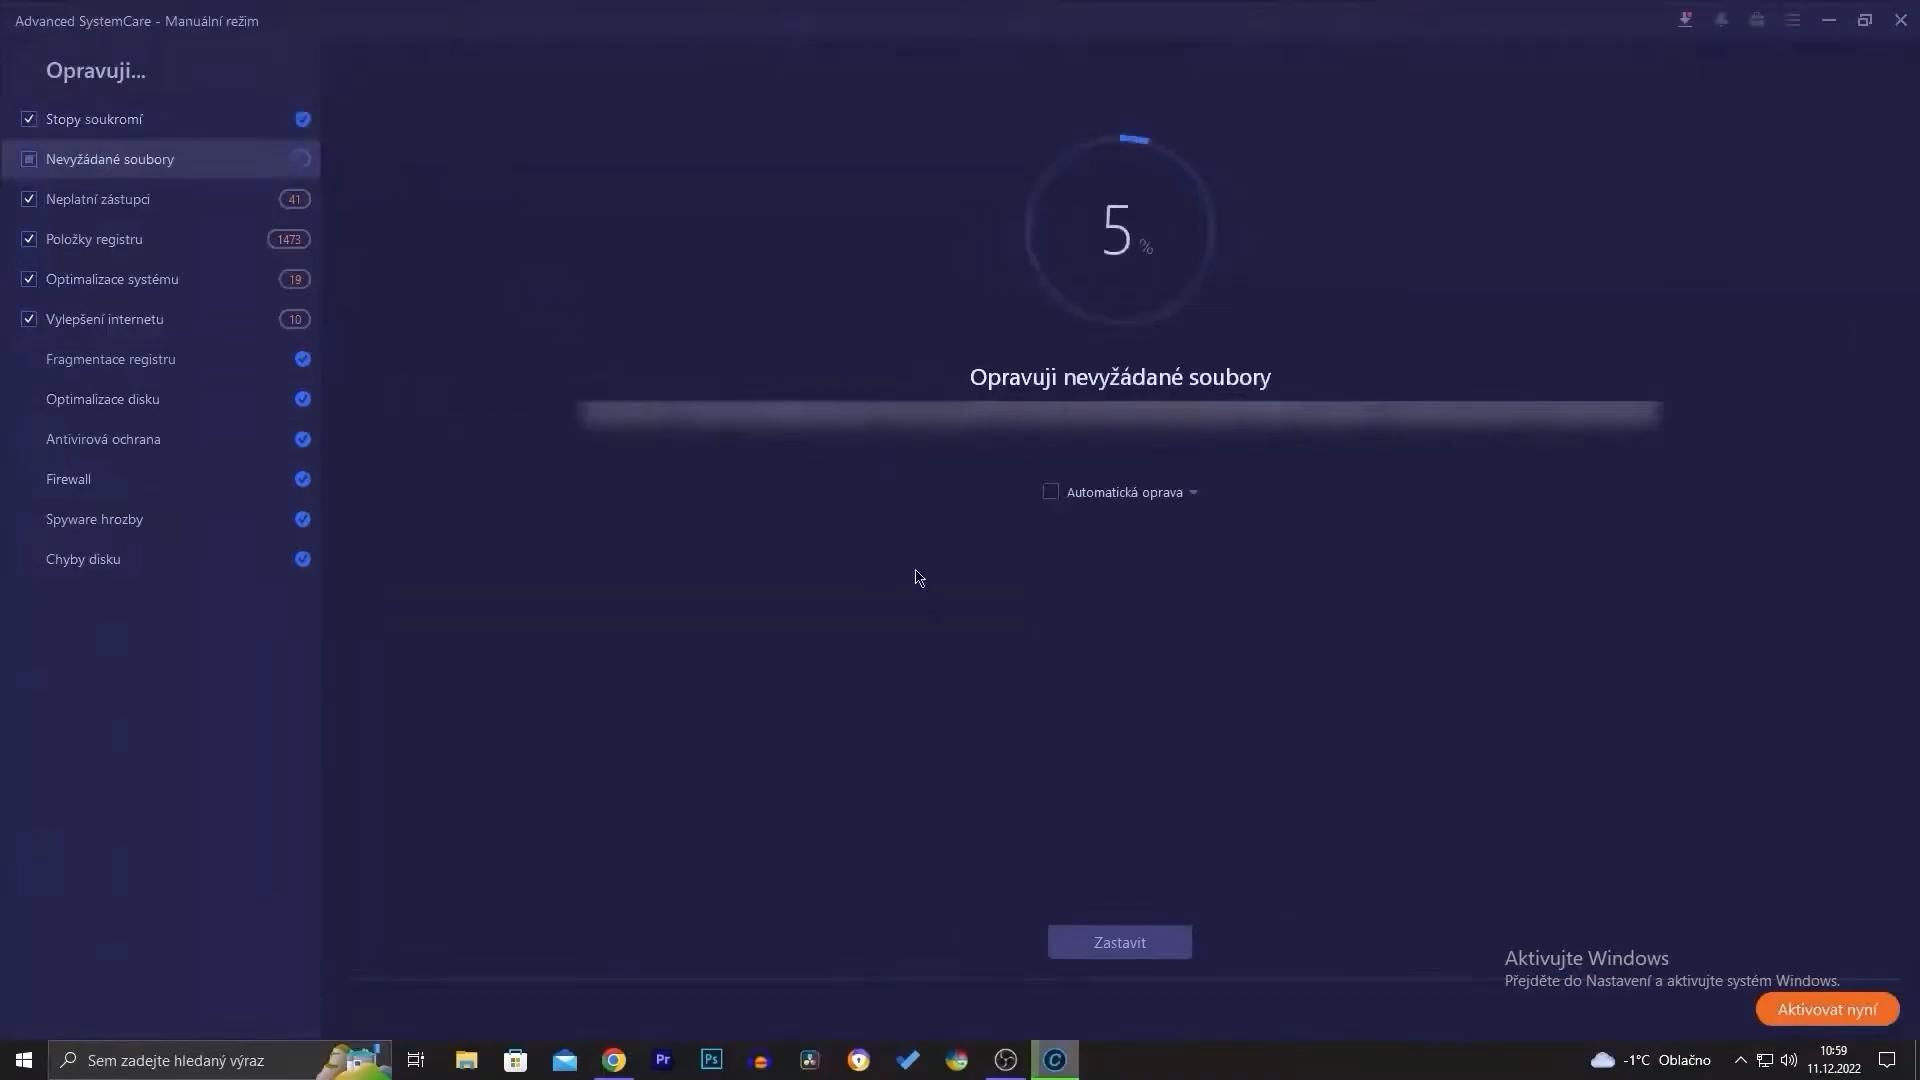 Advanced SystemCare - Manuální režim
Opravuji...
Stopy soukromí
Nevyžádané soubory
Neplatní zástupci 41
Položky registru 1473
Optimalizace systému 19
Vylepšení internetu 10
Fragmentace registru
Optimalizace disku
Antivirová ochrana
Firewall
Spyware hrozby
Chyby disku
5 %
Opravuji nevyžádané soubory
Automatická oprava
Zastavit
Aktivujte Windows
Přejděte do Nastavení a aktivujte systém Windows.
Aktivovat nyní
Sem zadejte hledaný výraz
Pr
Ps
-1°C Oblačno
10:59
11.12.2022